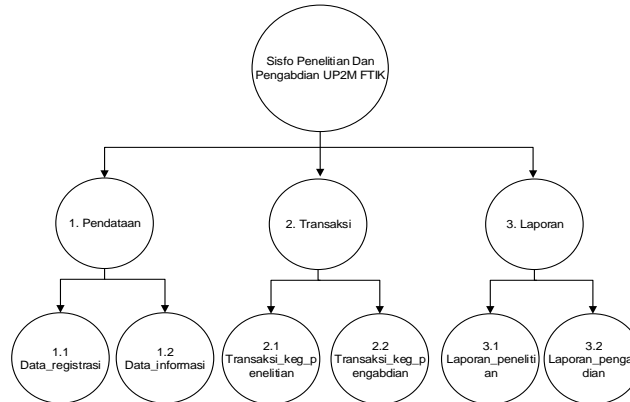 Sisfo Penelitian Dan
Pengabdian UP2M FTIK
1. Pendataan
2. Transaksi
3. Laporan
1.1
Data_registrasi
1.2
Data_informasi
2.1
Transaksi_keg_p
enelitian
2.2
Transaksi_keg_p
engabdian
3.1
Laporan_peneliti
an
3.2
Laporan_penga
dian